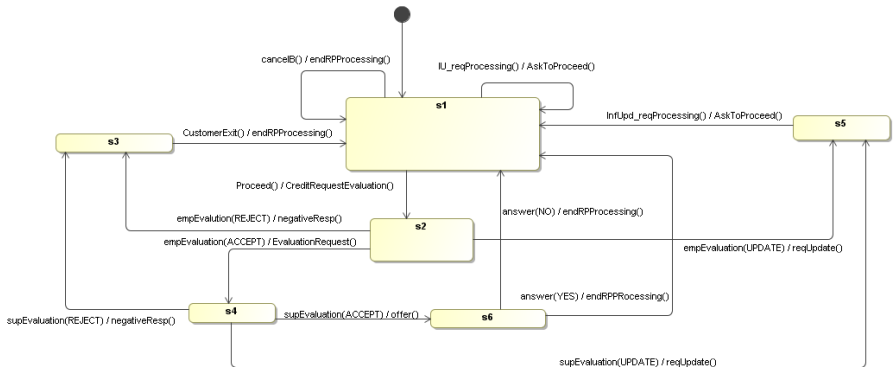 cancelB() / endRPProcessing()
IU_reqProcessing() / AskToProceed()
s1
InfUpd_reqProcessing() / AskToProceed()
s5
CustomerExit() / endRPProcessing()
s3
Proceed() / CreditRequestEvaluation()
empEvalution(REJECT) / negativeResp()
answer(NO) / endRPProcessing()
s2
empEvaluation(ACCEPT) / EvaluationRequest()
empEvaluation(UPDATE) / reqUpdate()
answer(YES) / endRPPRocessing()
s4
supEvaluation(REJECT) / negativeResp()
supEvaluation(ACCEPT) / offer()
s6
supEvaluation(UPDATE) / reqUpdate()